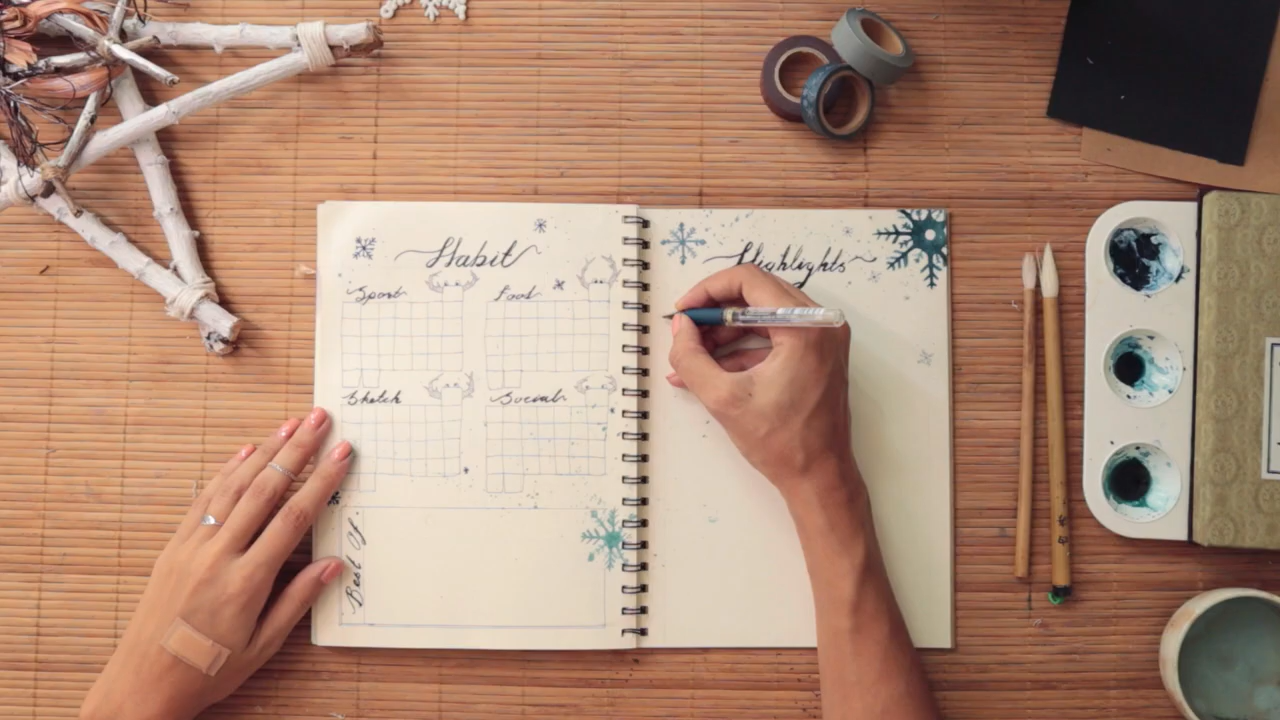 Habit
Sport
Food
Sketch
Social
Best Of
Highlights